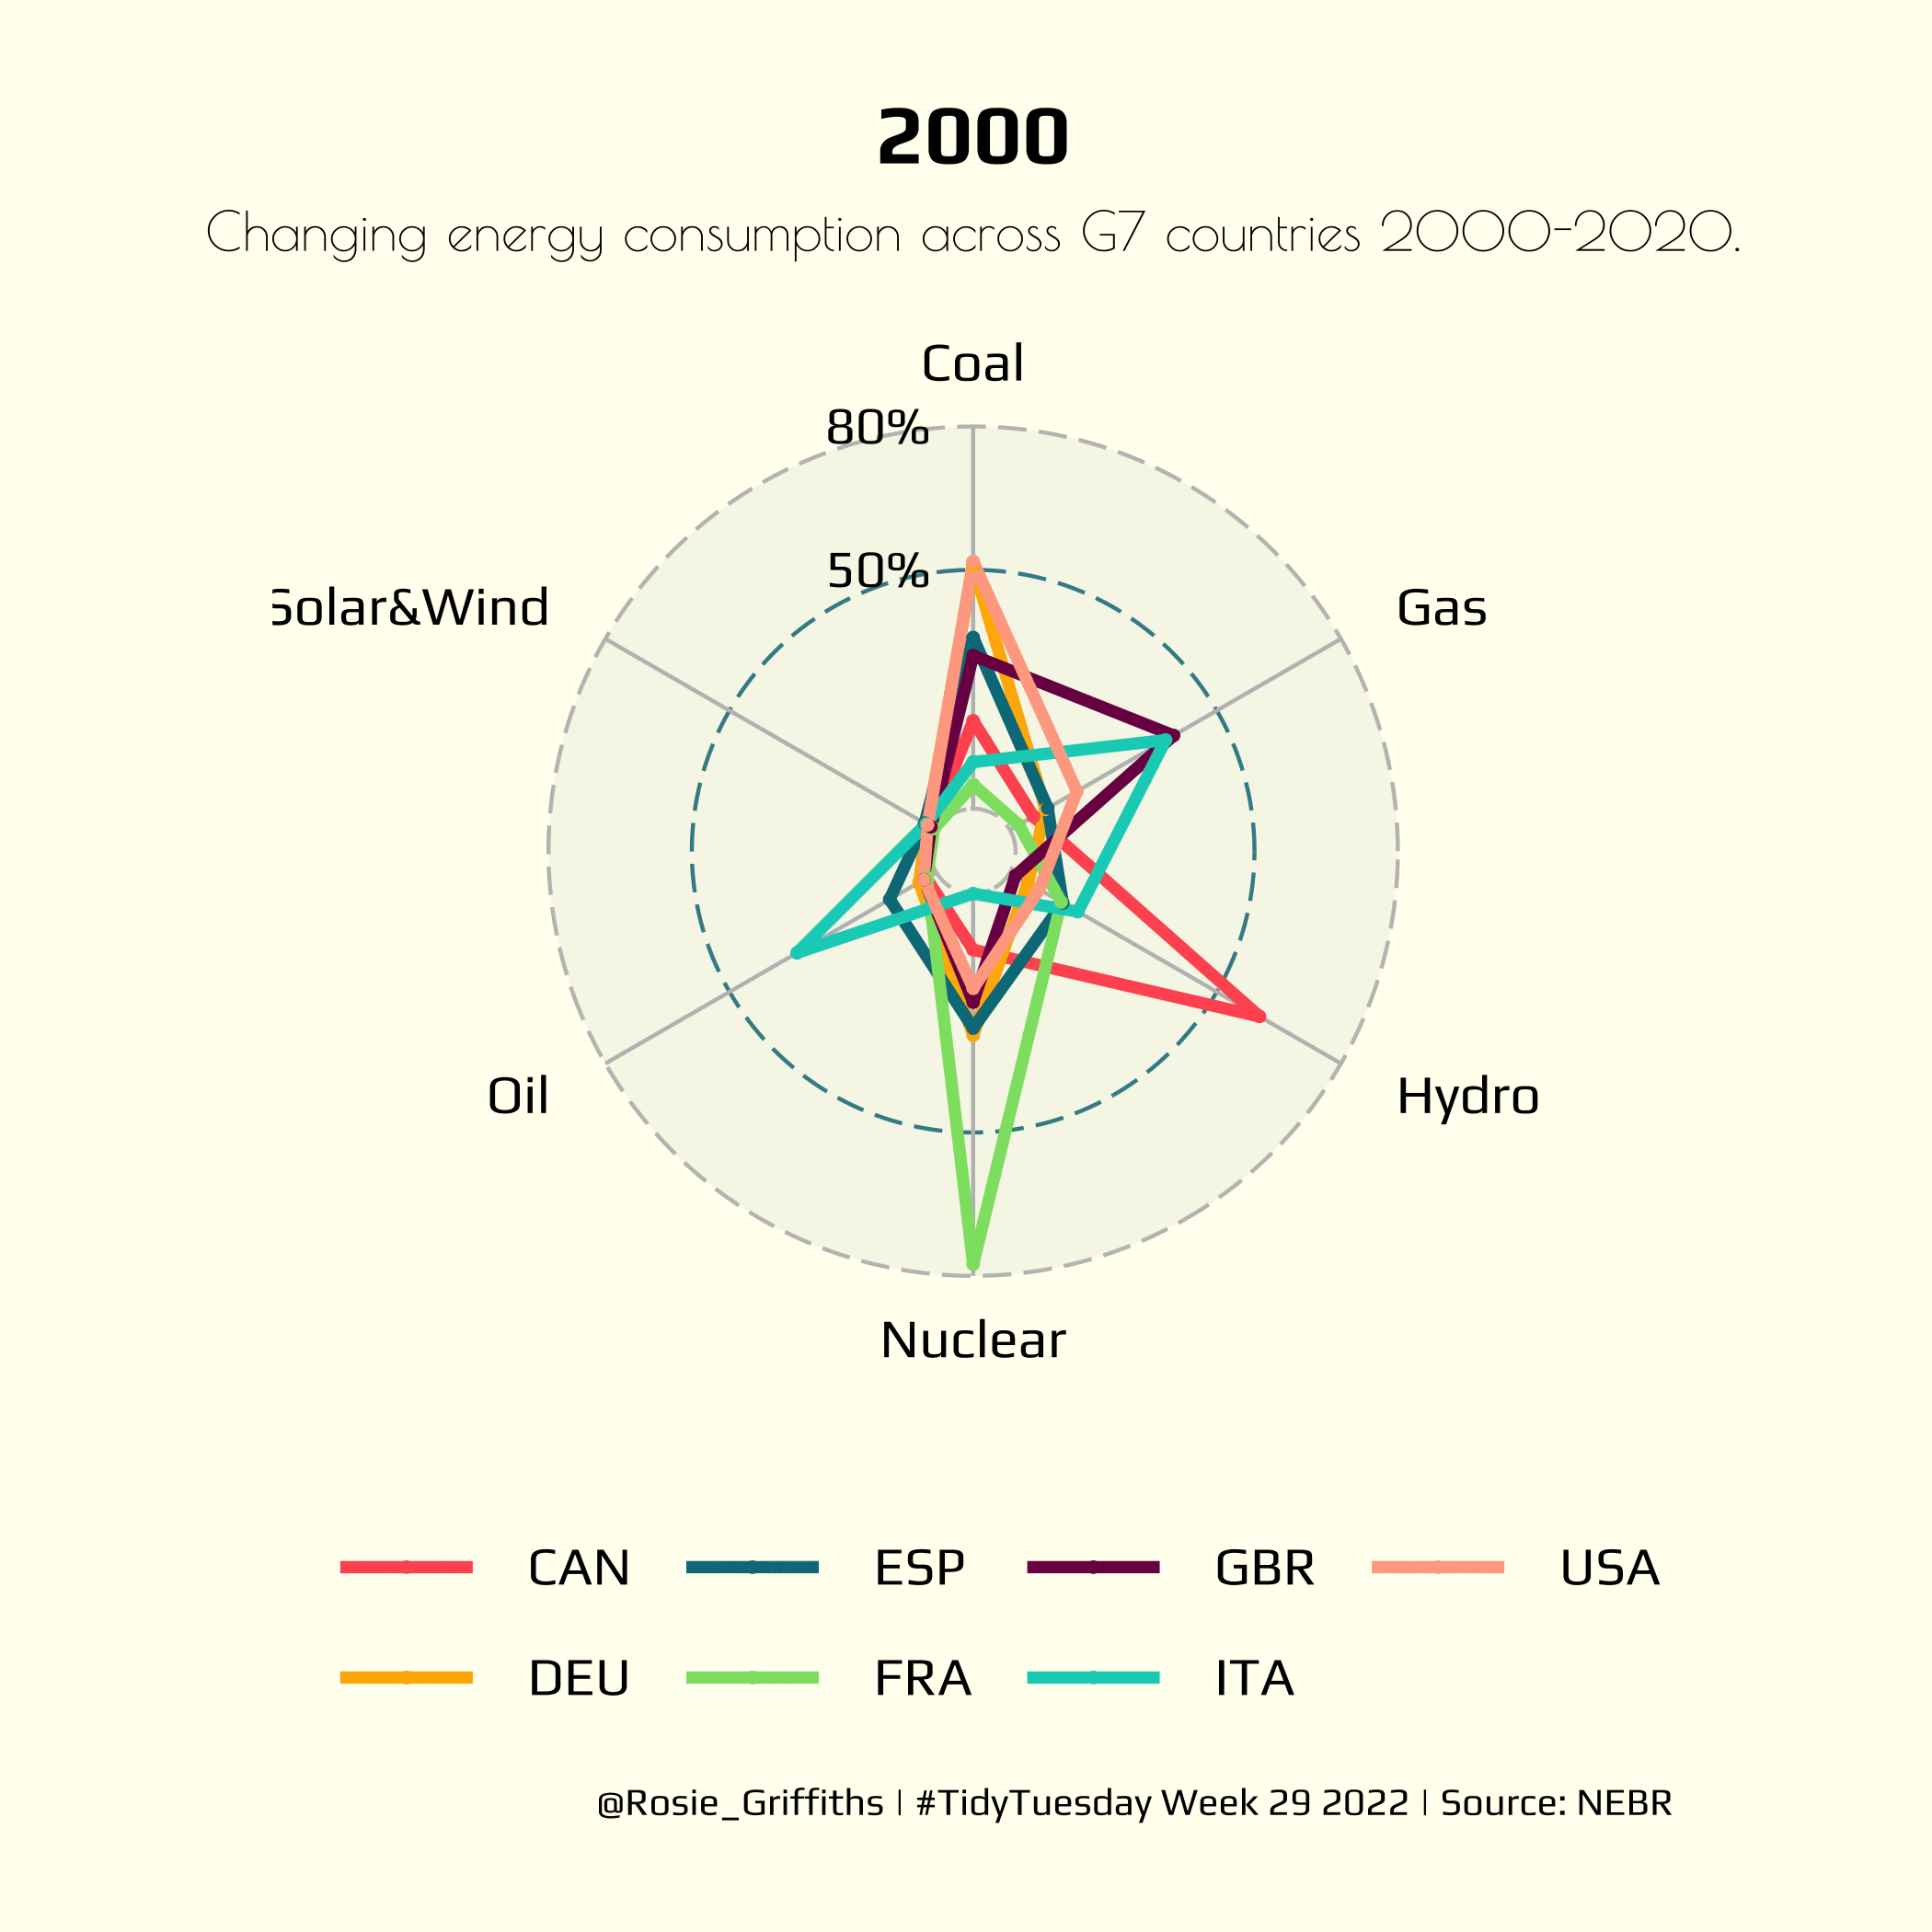 2000
Changing energy consumption across G7 countries 2000-2020.
Coal
80%
50%
Solar&Wind
Gas
Oil
Hydro
Nuclear
CAN ESP GBR USA
DEU FRA ITA
@Rosie_Griffiths | #TidyTuesday Week 29 2022 | Source: NEBR